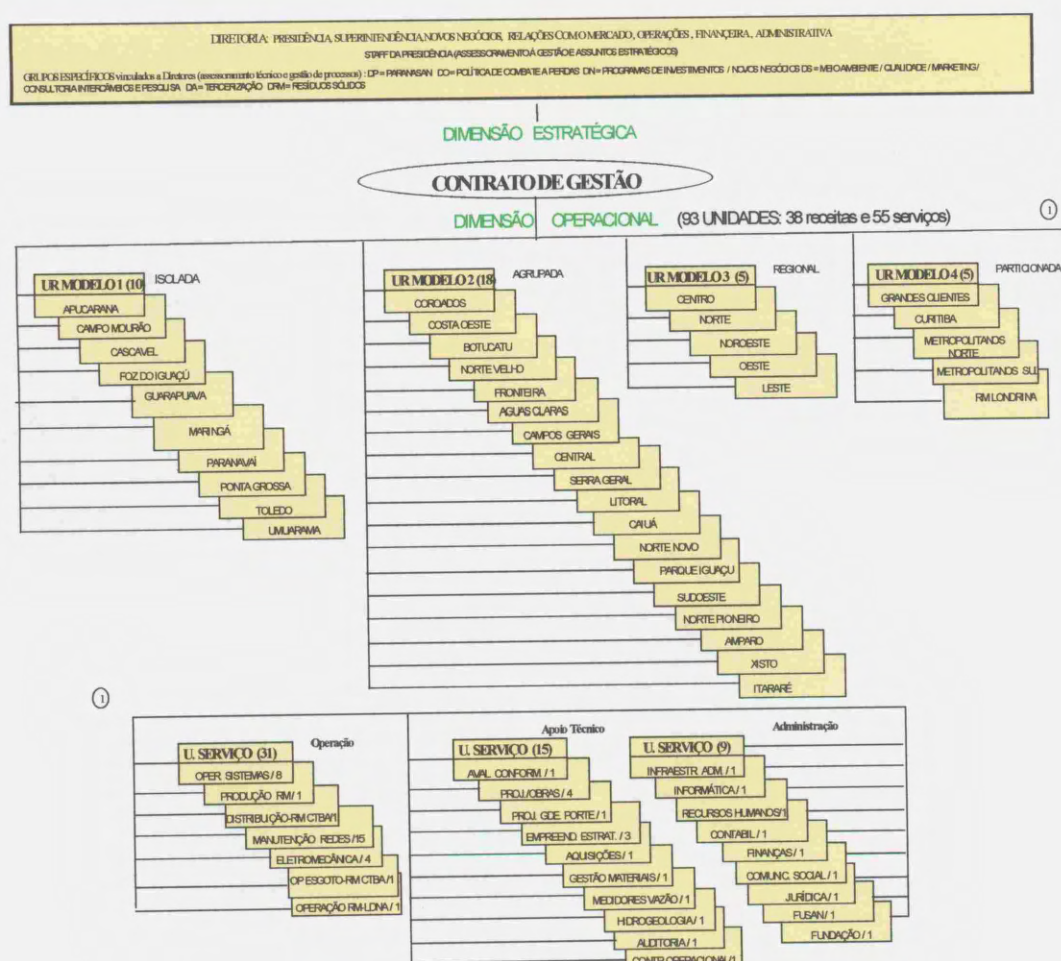 DIRETORIA: PRESIDÊNCIA, SUPERINTENDÊNCIA, NOVOS NEGÓCIOS, RELAÇÕES COM O MERCADO, OPERAÇÕES, FINANCEIRA, ADMINISTRATIVA
STAFF DA PRESIDÊNCIA (ASSESSORAMENTO À GESTÃO E ASSUNTOS ESTRATÉGICOS)
GRUPOS ESPECÍFICOS vinculados a Diretores (assessoramento técnico e gestão de processos) : DP = PARANASAN DO = POLÍTICA DE COMBATE A PERDAS DN = PROGRAMAS DE INVESTIMENTOS / NOVOS NEGÓCIOS DS = MEIO AMBIENTE / QUALIDADE / MARKETING /
CONSULTORIA INTERCÂMBIOS E PESQUISA DA = TERCERIZAÇÃO DRM = RESÍDUOS SÓLIDOS
DIMENSÃO ESTRATÉGICA
CONTRATO DE GESTÃO
DIMENSÃO OPERACIONAL (93 UNIDADES: 38 receitas e 55 serviços)
1
UR MODELO 1 (10) ISOLADA
APUCARANA
CAMPO MOURÃO
CASCAVEL
FOZ DO IGUAÇÚ
GUARAPUAVA
MARINGÁ
PARANAVAÍ
PONTA GROSSA
TOLEDO
UMUARAMA
UR MODELO 2 (18) AGRUPADA
COROADOS
COSTA OESTE
BOTUCATU
NORTE VELHO
FRONTEIRA
AGUAS CLARAS
CAMPOS GERAIS
CENTRAL
SERRA GERAL
LITORAL
CAIUÁ
NORTE NOVO
PARQUE IGUAÇU
SUDOESTE
NORTE PIONEIRO
AMPARO
XISTO
ITARARÉ
UR MODELO 3 (5) REGIONAL
CENTRO
NORTE
NOROESTE
OESTE
LESTE
UR MODELO 4 (5) PARTICIONADA
GRANDES CLIENTES
CURITIBA
METROPOLITANOS
NORTE
METROPOLITANOS SUL
RM LONDRINA
1
U. SERVIÇO (31) Operação
OPER. SISTEMAS / 8
PRODUÇÃO RM / 1
DISTRIBUIÇÃO-RM CTBA/1
MANUTENÇÃO REDES /15
ELETROMECÂNICA / 4
OP ESGOTO-RM CTBA/1
OPERAÇÃO RM-LDNA / 1
Apoio Técnico
U. SERVIÇO (15)
AVAL CONFORM. / 1
PROJ./OBRAS / 4
PROJ. GDE. PORTE / 1
EMPREEND. ESTRAT. / 3
AQUISIÇÕES / 1
GESTÃO MATERIAIS / 1
MEDIDORES VAZÃO / 1
HIDROGEOLOGIA / 1
AUDITORIA / 1
CONTR.OPERACIONAL/1
Administração
U. SERVIÇO (9)
INFRAESTR ADM. / 1
INFORMÁTICA / 1
RECURSOS HUMANOS/1
CONTABIL / 1
FINANÇAS / 1
COMUNC. SOCIAL / 1
JURÍDICA / 1
FUSAN / 1
FUNDAÇÃO / 1